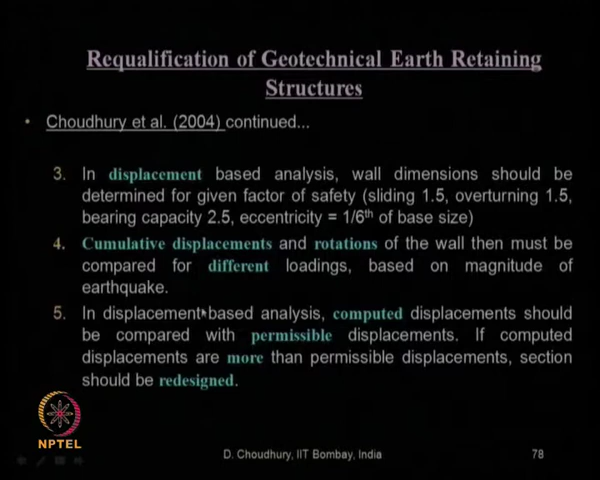 Requalification of Geotechnical Earth Retaining
Structures
• Choudhury et al. (2004) continued...
3. In displacement based analysis, wall dimensions should be
determined for given factor of safety (sliding 1.5, overturning 1.5,
bearing capacity 2.5, eccentricity = 1/6th of base size)
4. Cumulative displacements and rotations of the wall then must be
compared for different loadings, based on magnitude of
earthquake.
5. In displacement based analysis, computed displacements should
be compared with permissible displacements. If computed
displacements are more than permissible displacements, section
should be redesigned.
NPTEL
D. Choudhury, IIT Bombay, India
78